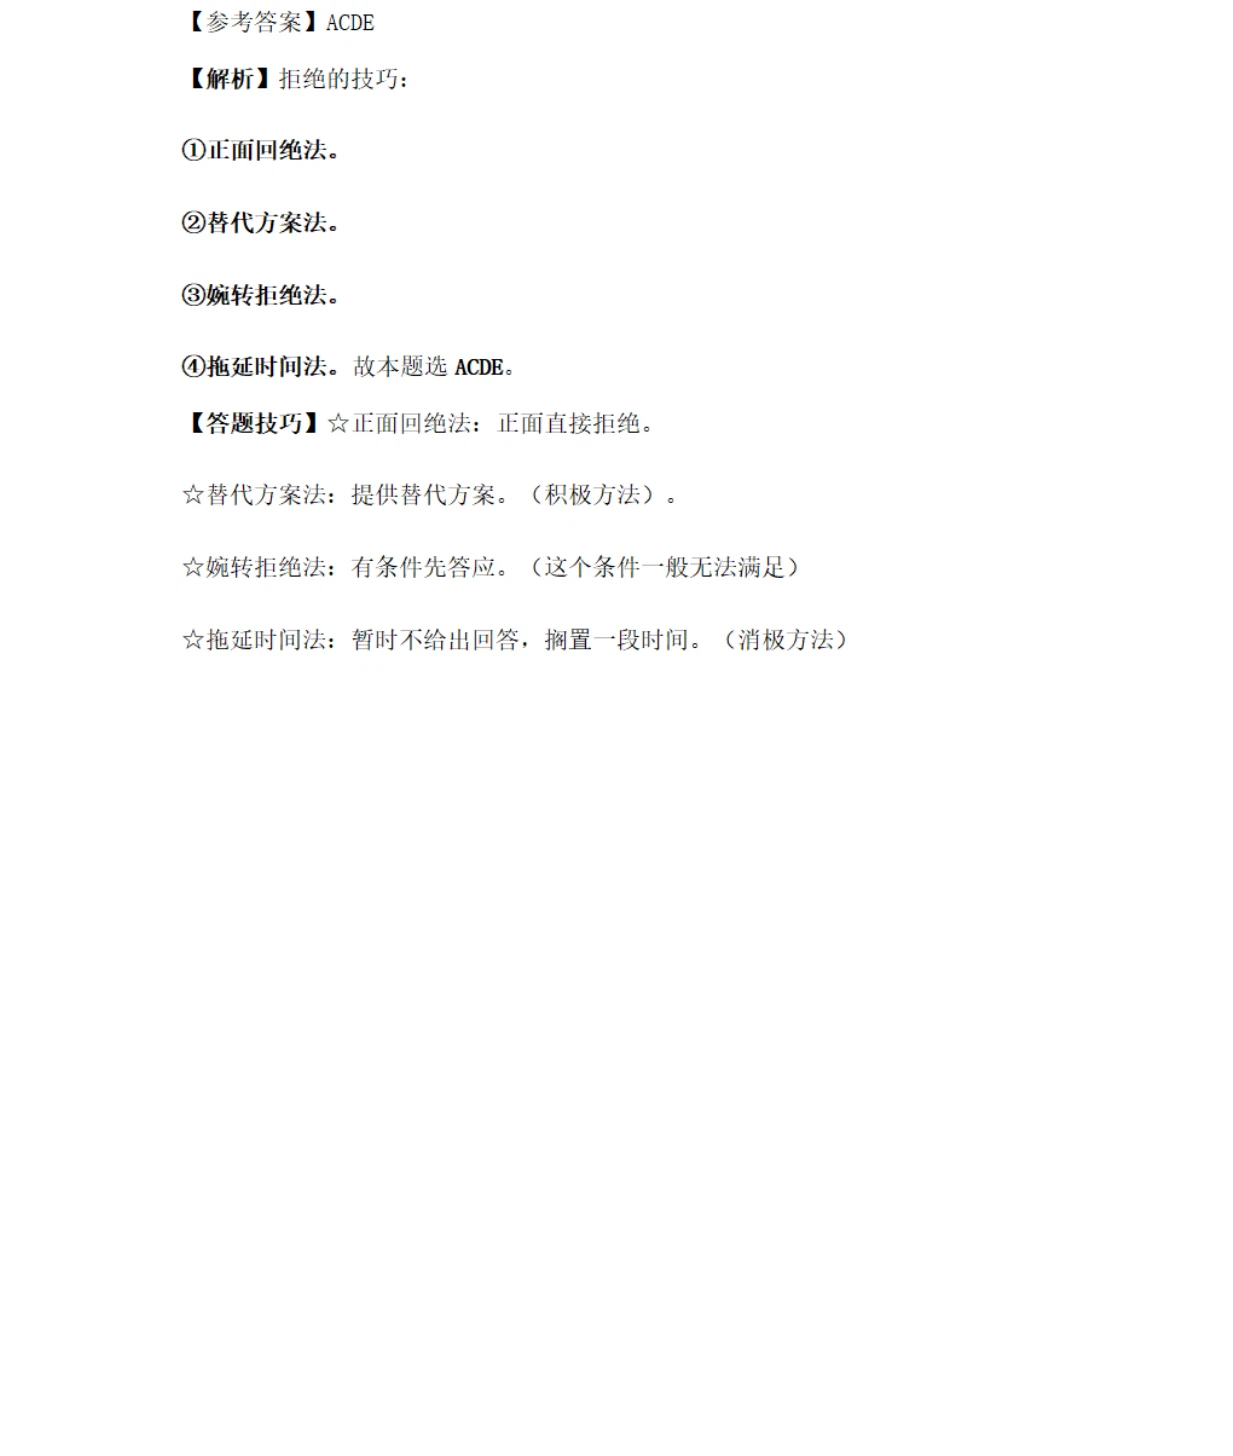 【参考答案】ACDE
【解析】拒绝的技巧：
①正面回绝法。
②替代方案法。
③婉转拒绝法。
④拖延时间法。故本题选 ACDE。
【答题技巧】☆正面回绝法：正面直接拒绝。
☆替代方案法：提供替代方案。（积极方法）。
☆婉转拒绝法：有条件先答应。（这个条件一般无法满足）
☆拖延时间法：暂时不给出回答，搁置一段时间。（消极方法）